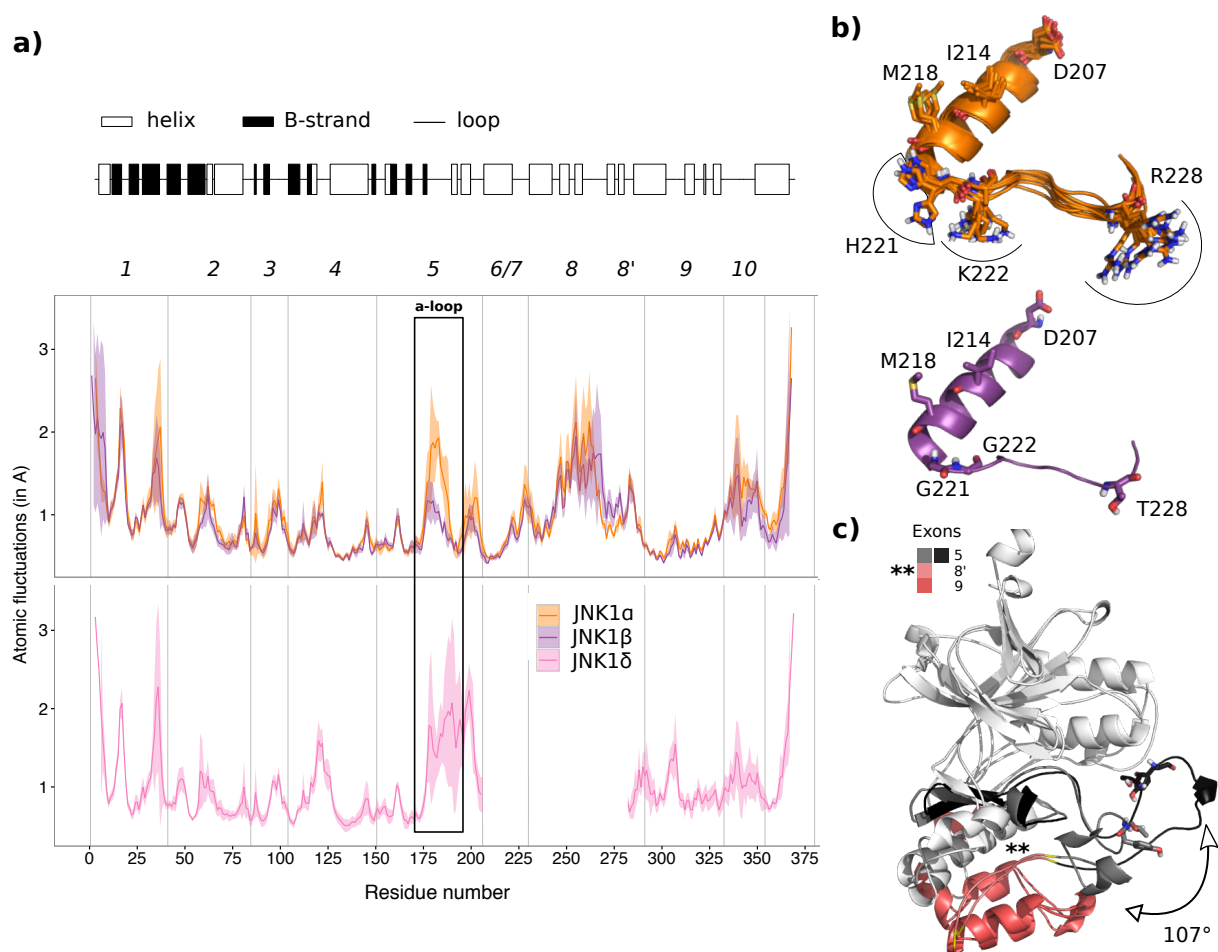 a)
helix B-strand loop
1 2 3 4 5 6/7 8 8' 9 10
a-loop
3
2
1
Atomic fluctuations (in A)
JNK1α
JNK1β
JNK1δ
3
2
1
0 25 50 75 100 125 150 175 200 225 250 275 300 325 350 375
Residue number
b)
I214
M218
D207
R228
H221
K222
I214
D207
M218
G222
G221
T228
c)
Exons
5
** 8'
9
**
107°